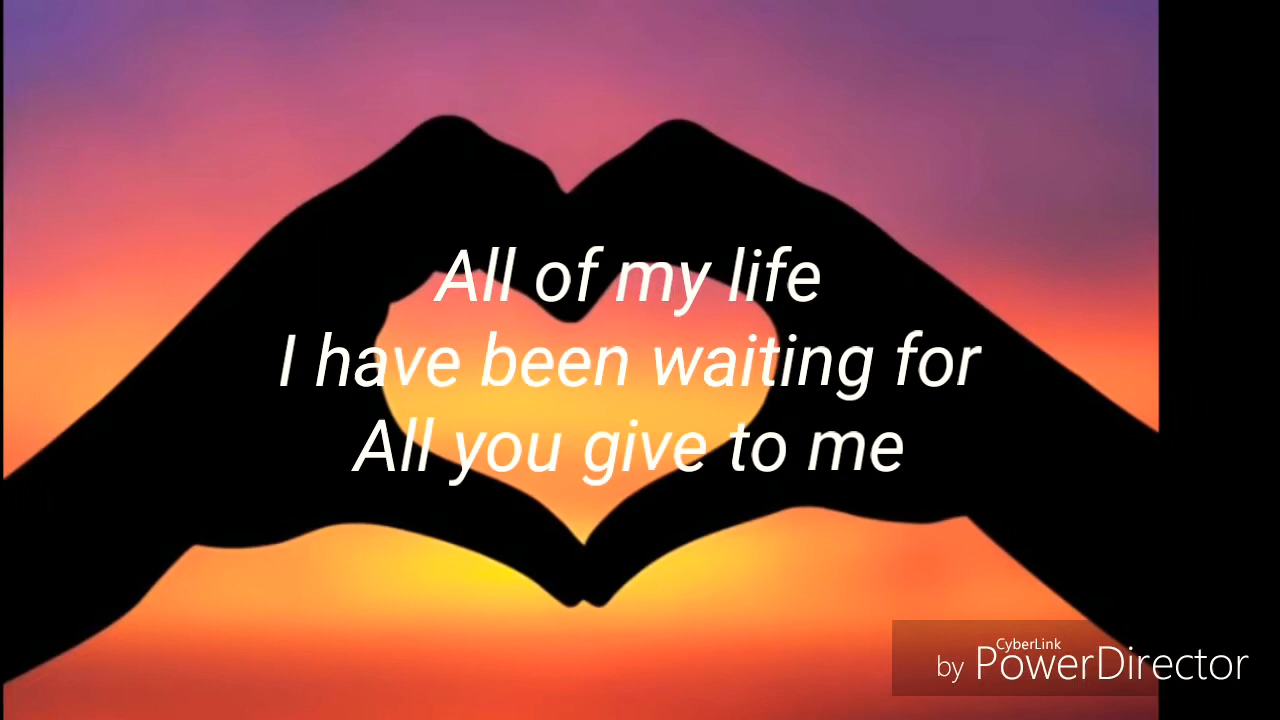 All of my life
I have been waiting for
All you give to me
CyberLink
by PowerDirector